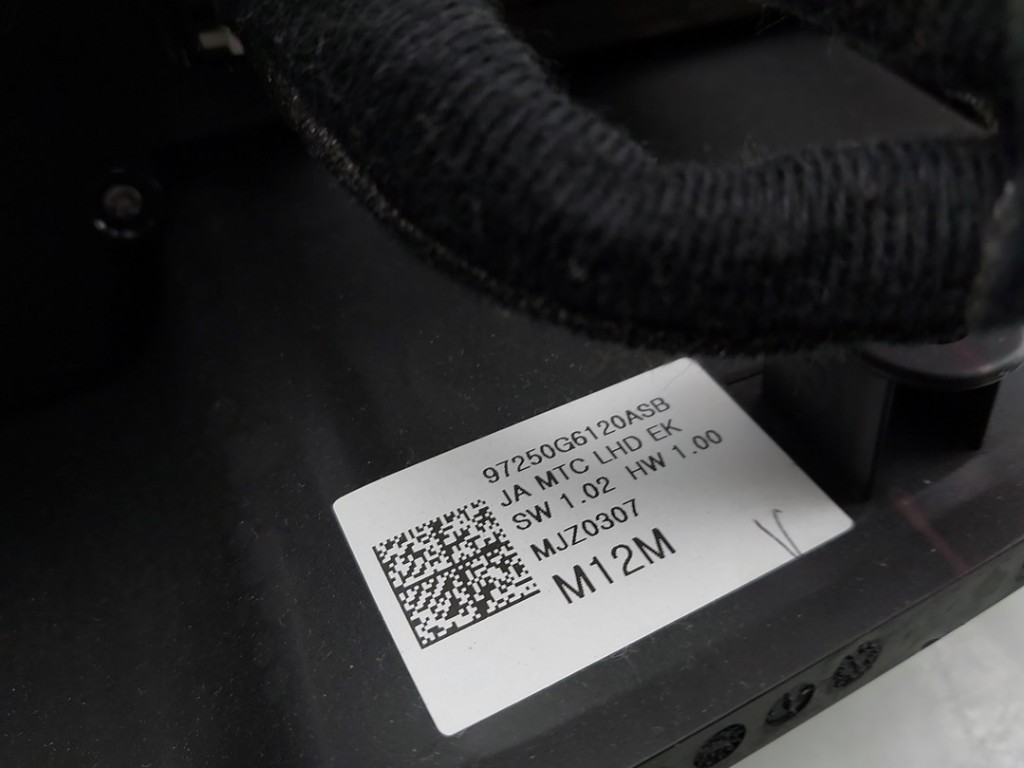 97250G6120ASB
JA MTC LHD EK
SW 1.02 HW 1.00
MJZ0307
M12M